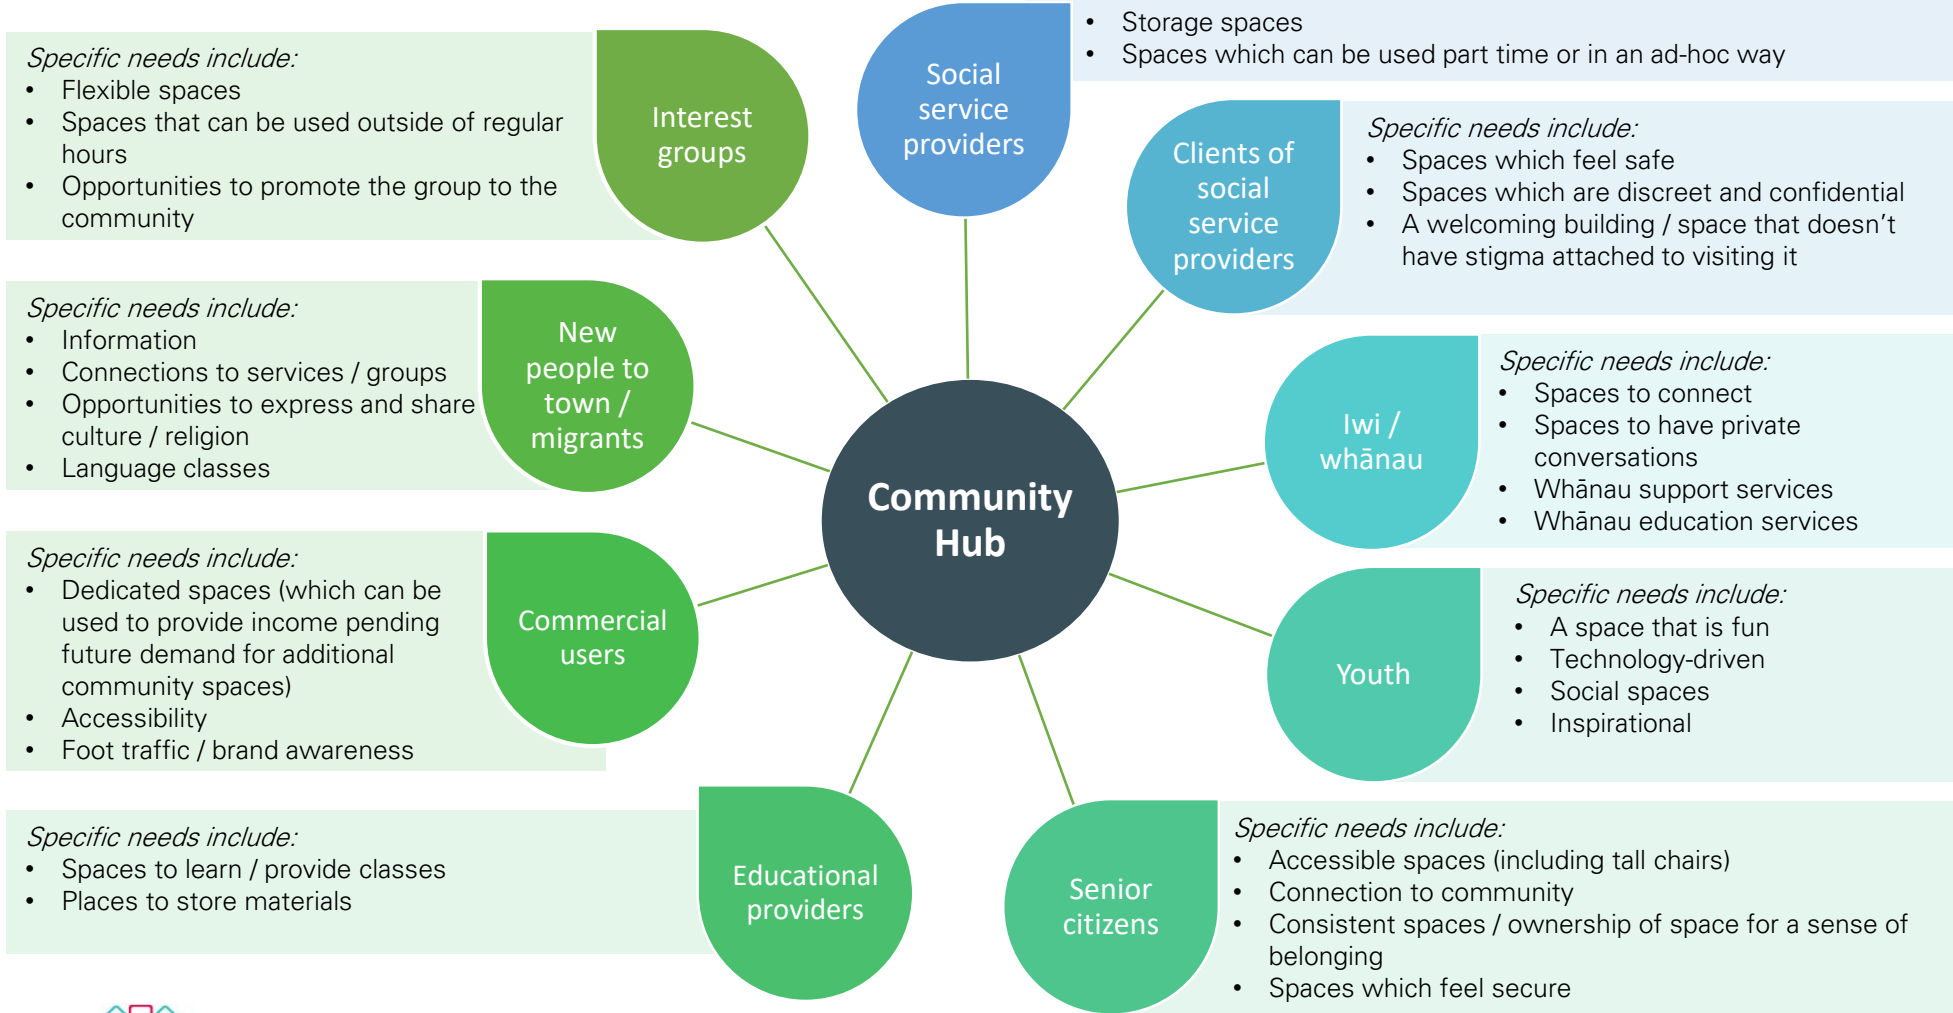 • Storage spaces
• Spaces which can be used part time or in an ad-hoc way
Social
service
providers
Specific needs include:
• Spaces which feel safe
• Spaces which are discreet and confidential
• A welcoming building / space that doesn't
have stigma attached to visiting it
Clients of
social
service
providers
Specific needs include:
• Spaces to connect
• Spaces to have private
conversations
• Whānau support services
• Whānau education services
Iwi /
whānau
Specific needs include:
• A space that is fun
• Technology-driven
• Social spaces
• Inspirational
Youth
Specific needs include:
• Accessible spaces (including tall chairs)
• Connection to community
• Consistent spaces / ownership of space for a sense of
belonging
• Spaces which feel secure
Senior
citizens
Specific needs include:
• Spaces to learn / provide classes
• Places to store materials
Educational
providers
Specific needs include:
• Dedicated spaces (which can be
used to provide income pending
future demand for additional
community spaces)
• Accessibility
• Foot traffic / brand awareness
Commercial
users
Specific needs include:
• Information
• Connections to services / groups
• Opportunities to express and share
culture / religion
• Language classes
New
people to
town /
migrants
Specific needs include:
• Flexible spaces
• Spaces that can be used outside of regular
hours
• Opportunities to promote the group to the
community
Interest
groups
Community
Hub